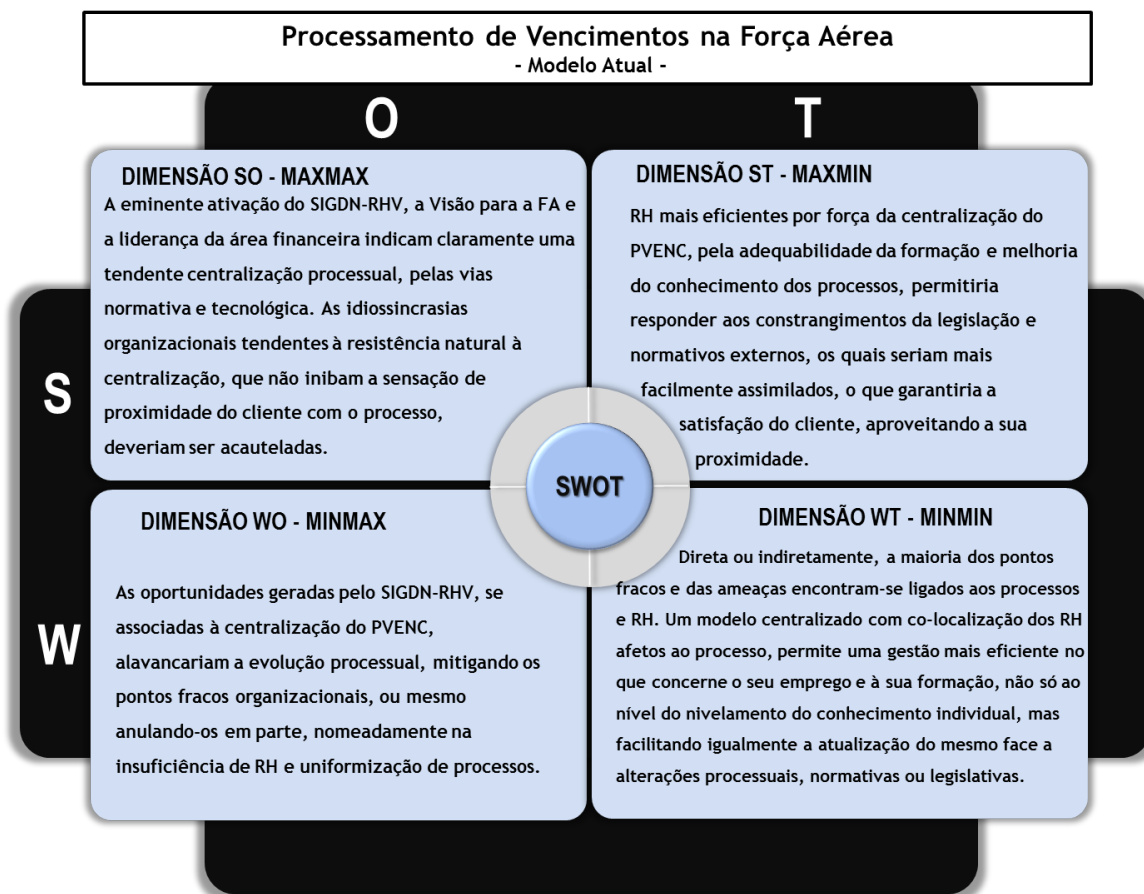 Processamento de Vencimentos na Força Aérea
- Modelo Atual -
O
T
DIMENSÃO SO - MAXMAX
A eminente ativação do SIGDN-RHV, a Visão para a FA e
a liderança da área financeira indicam claramente uma
tendente centralização processual, pelas vias
normativa e tecnológica. As idiossincrasias
organizacionais tendentes à resistência natural à
centralização, que não inibam a sensação de
proximidade do cliente com o processo,
deveriam ser acauteladas.
DIMENSÃO ST - MAXMIN
RH mais eficientes por força da centralização do
PVENC, pela adequabilidade da formação e melhoria
do conhecimento dos processos, permitiria
responder aos constrangimentos da legislação e
normativos externos, os quais seriam mais
facilmente assimilados, o que garantiria a
satisfação do cliente, aproveitando a sua
proximidade.
S
SWOT
W
DIMENSÃO WO - MINMAX
As oportunidades geradas pelo SIGDN-RHV, se
associadas à centralização do PVENC,
alavancariam a evolução processual, mitigando os
pontos fracos organizacionais, ou mesmo
anulando-os em parte, nomeadamente na
insuficiência de RH e uniformização de processos.
DIMENSÃO WT - MINMIN
Direta ou indiretamente, a maioria dos pontos
fracos e das ameaças encontram-se ligados aos processos
e RH. Um modelo centralizado com co-localização dos RH
afetos ao processo, permite uma gestão mais eficiente no
que concerne o seu emprego e à sua formação, não só ao
nível do nivelamento do conhecimento individual, mas
facilitando igualmente a atualização do mesmo face a
alterações processuais, normativas ou legislativas.